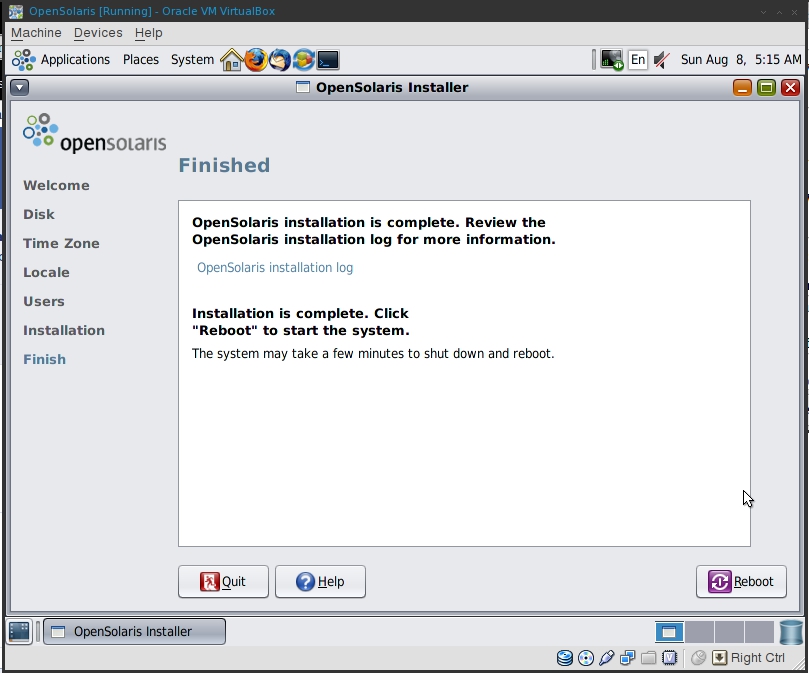 OpenSolaris [Running] - Oracle VM VirtualBox
Machine Devices Help
Applications Places System En Sun Aug 8, 5:15 AM
OpenSolaris Installer
opensolaris
Finished
Welcome
Disk
Time Zone
Locale
Users
Installation
Finish
OpenSolaris installation is complete. Review the
OpenSolaris installation log for more information.
OpenSolaris installation log
Installation is complete. Click
"Reboot" to start the system.
The system may take a few minutes to shut down and reboot.
Quit Help Reboot
OpenSolaris Installer
Right Ctrl